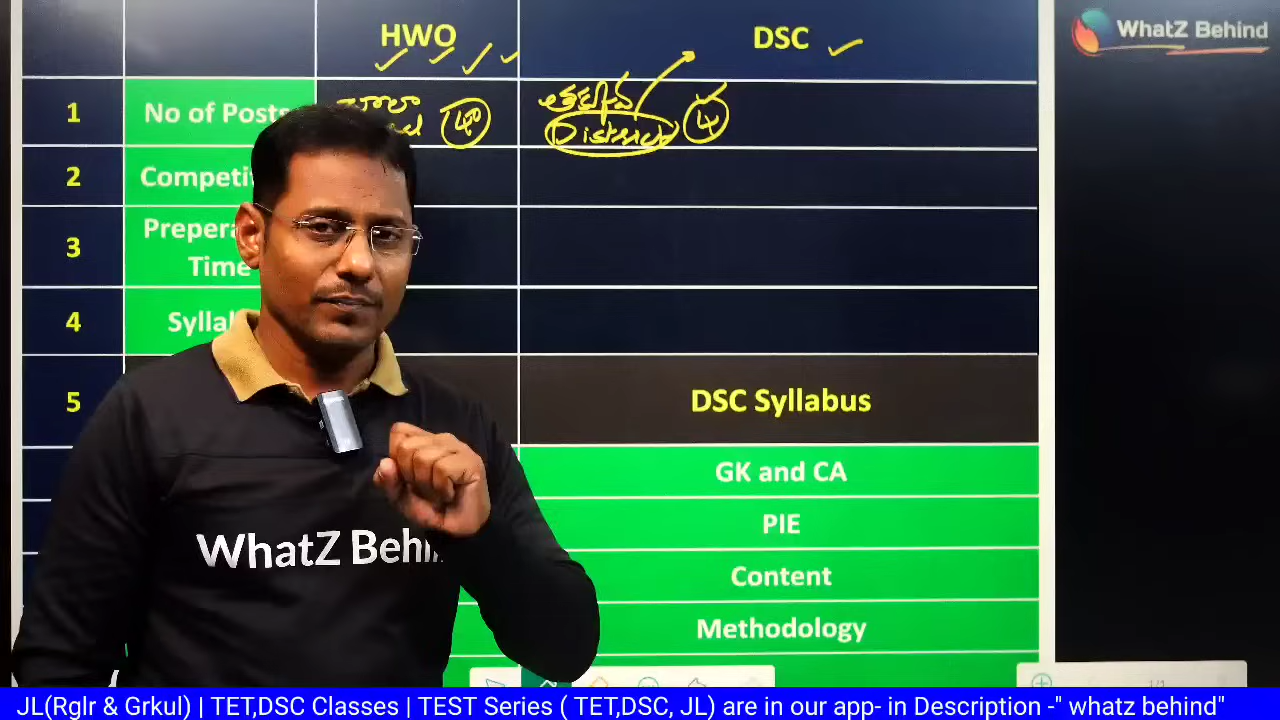 HWO
DSC
WhatZ Behind
1
No of Posts
District
4
2
Competiti
3
Prepera
Time
4
Sylla
5
DSC Syllabus
GK and CA
PIE
Content
Methodology
WhatZ Behi
JL(Rglr & Grkul) | TET,DSC Classes | TEST Series ( TET,DSC, JL) are in our app- in Description -" whatz behind"